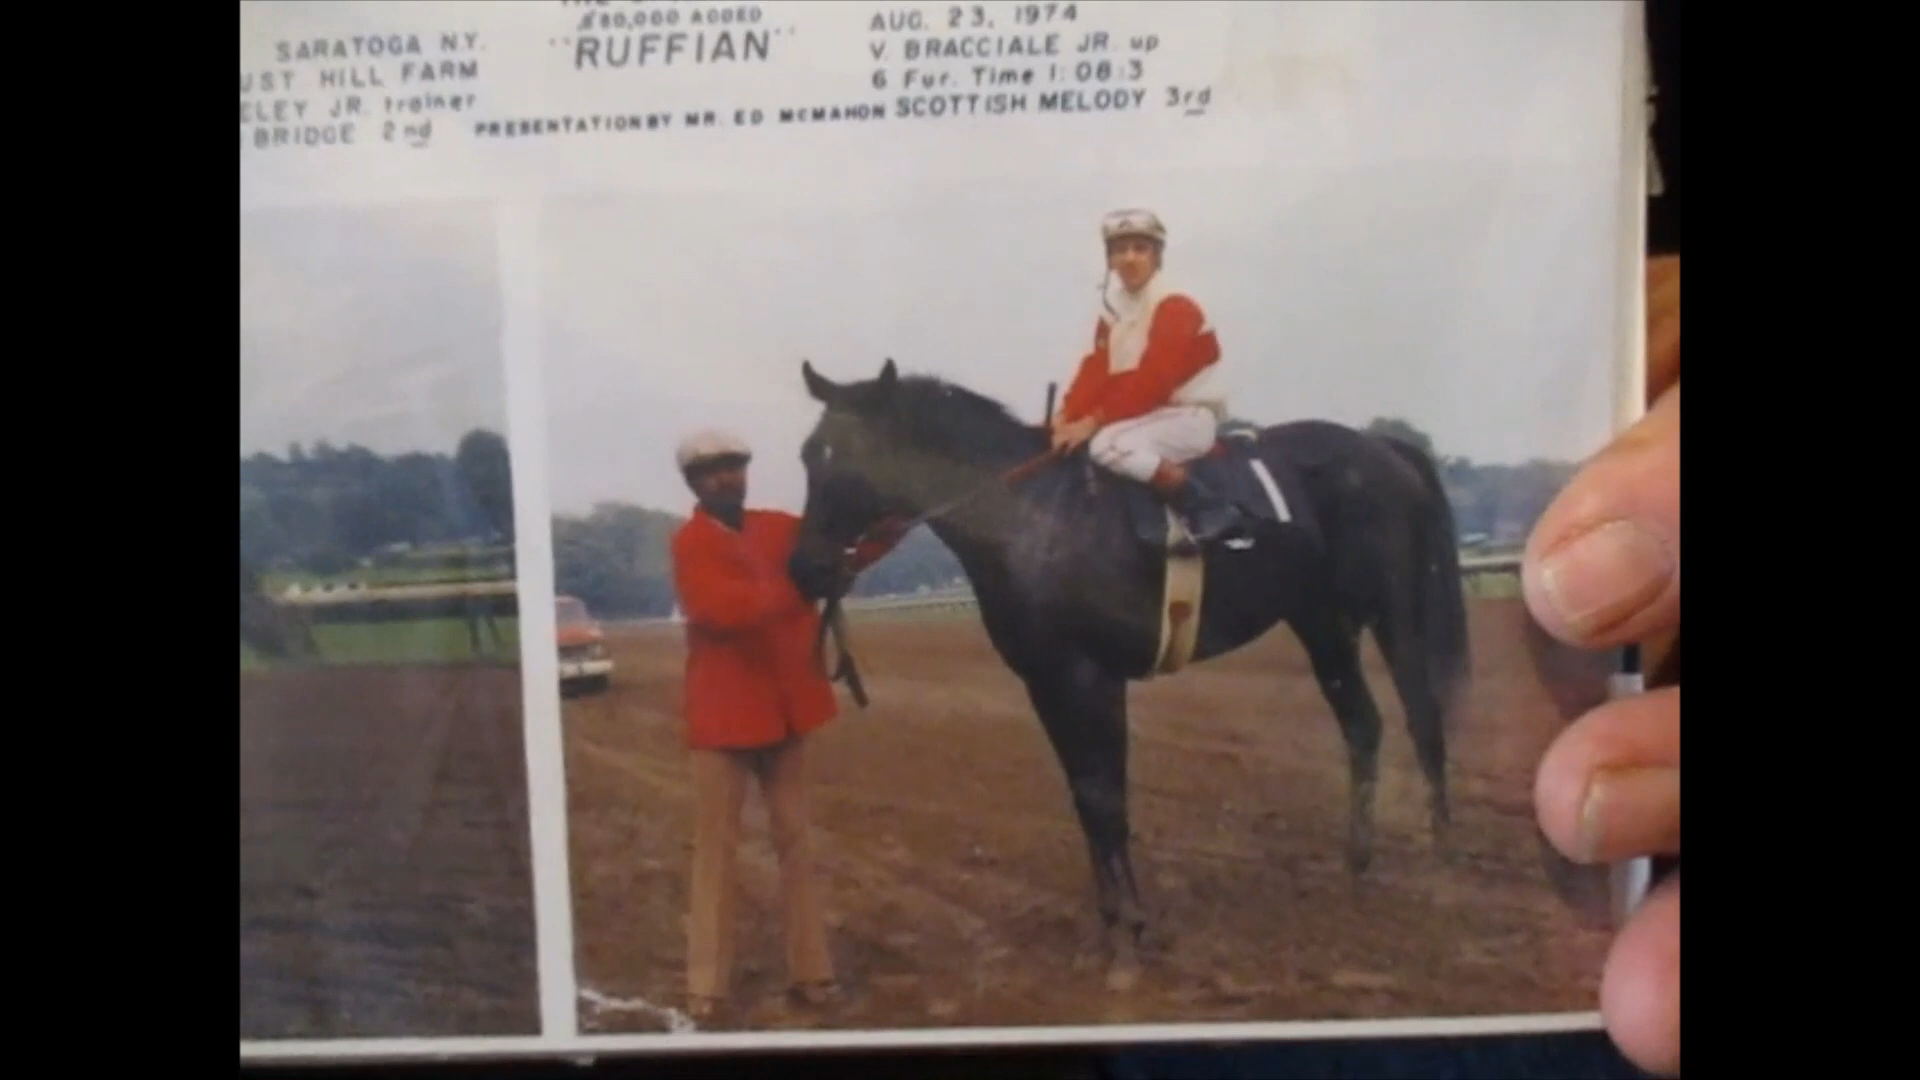 $80,000 ADDED
"RUFFIAN"
SARATOGA N.Y.
UST HILL FARM
ELEY JR. trainer
BRIDGE 2nd
PRESENTATION BY MR. ED McMAHON
AUG. 23, 1974
V. BRACCIALE JR. up
6 Fur. Time 1:08:3
SCOTTISH MELODY 3rd
1